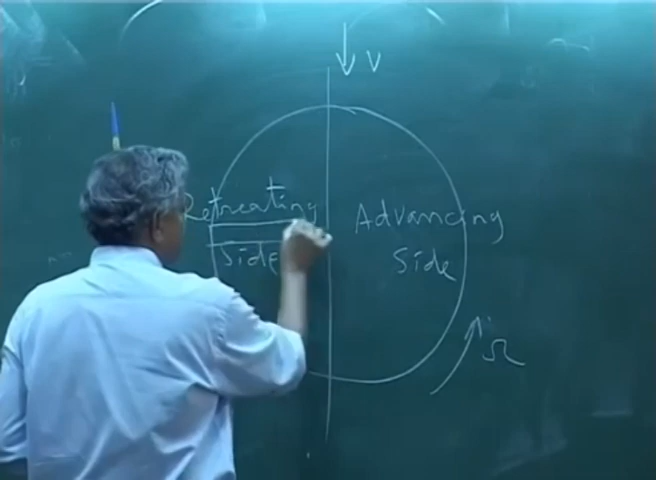 V
Retreating
Side
Advancing
Side
Ω